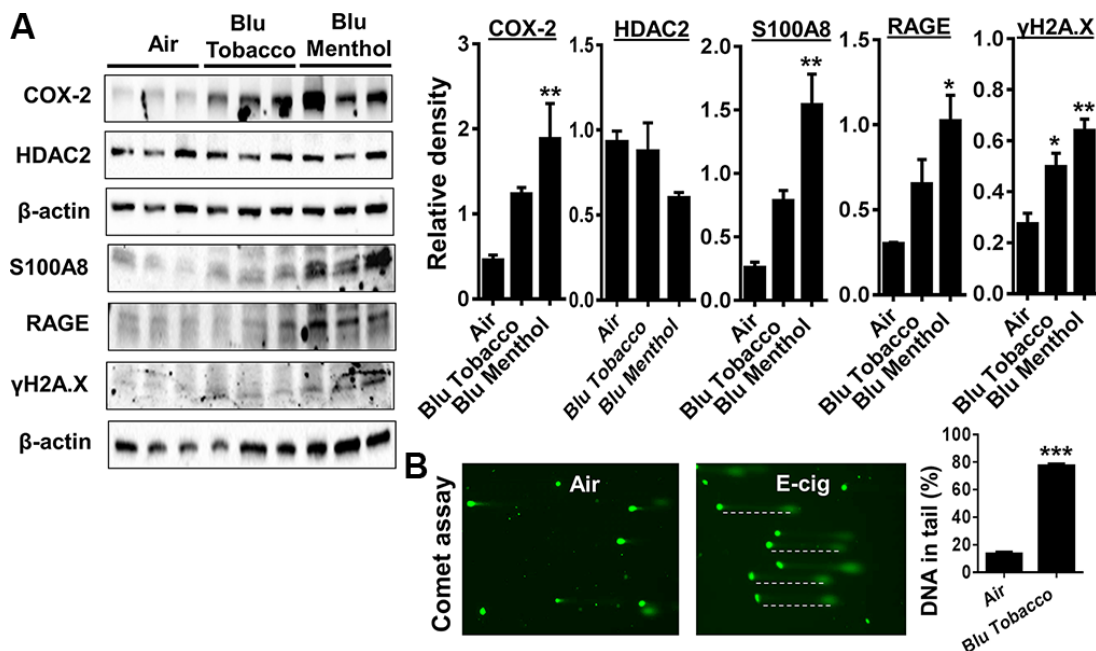 A
Air
Blu
Tobacco
Blu
Menthol
COX-2
HDAC2
β-actin
S100A8
RAGE
γH2A.X
β-actin
Relative density
COX-2
3
2
1
0
**
Air
Blu Tobacco
Blu Menthol
HDAC2
1.5
1.0
0.5
0.0
Air
Blu Tobacco
Blu Menthol
S100A8
2.0
1.5
1.0
0.5
0.0
**
Air
Blu Tobacco
Blu Menthol
RAGE
1.5
1.0
0.5
0.0
*
Air
Blu Tobacco
Blu Menthol
γH2A.X
1.0
0.8
0.6
0.4
0.2
0.0
*
**
Air
Blu Tobacco
Blu Menthol
B
Comet assay
Air
E-cig
DNA in tail (%)
100
80
60
40
20
0
***
Air
Blu Tobacco